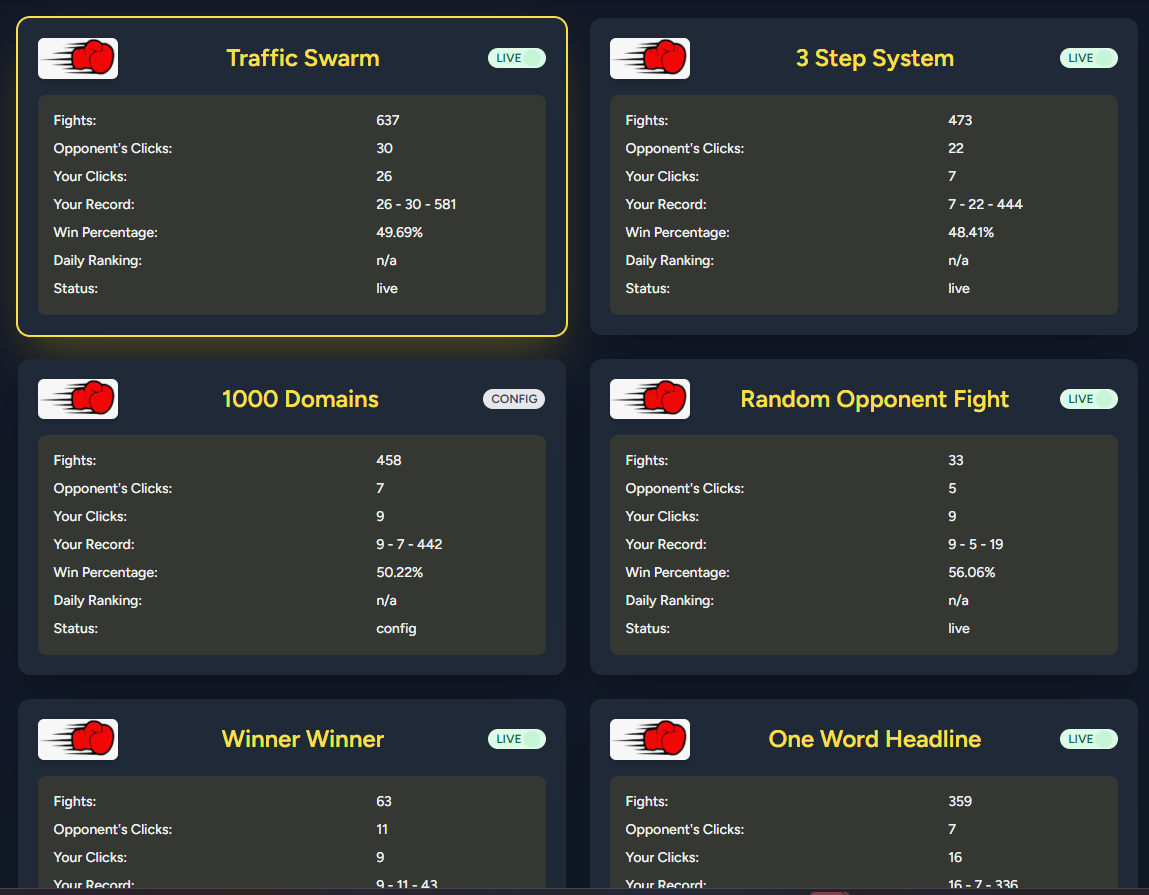 Traffic Swarm LIVE
Fights: 637
Opponent's Clicks: 30
Your Clicks: 26
Your Record: 26 - 30 - 581
Win Percentage: 49.69%
Daily Ranking: n/a
Status: live
3 Step System LIVE
Fights: 473
Opponent's Clicks: 22
Your Clicks: 7
Your Record: 7 - 22 - 444
Win Percentage: 48.41%
Daily Ranking: n/a
Status: live
1000 Domains CONFIG
Fights: 458
Opponent's Clicks: 7
Your Clicks: 9
Your Record: 9 - 7 - 442
Win Percentage: 50.22%
Daily Ranking: n/a
Status: config
Random Opponent Fight LIVE
Fights: 33
Opponent's Clicks: 5
Your Clicks: 9
Your Record: 9 - 5 - 19
Win Percentage: 56.06%
Daily Ranking: n/a
Status: live
Winner Winner LIVE
Fights: 63
Opponent's Clicks: 11
Your Clicks: 9
Your Record: 9 - 11 - 43
One Word Headline LIVE
Fights: 359
Opponent's Clicks: 7
Your Clicks: 16
Your Record: 16 - 7 - 336